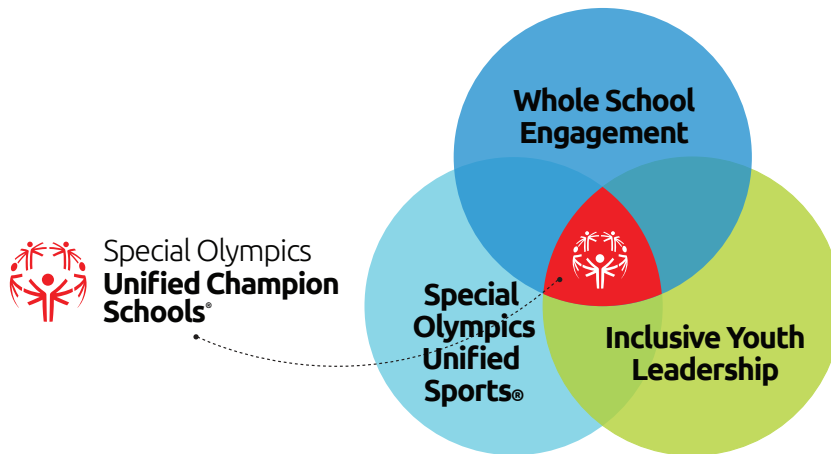 Whole School
Engagement
Special Olympics
Unified Champion
Schools®
Special
Olympics
Unified
Sports®
Inclusive Youth
Leadership